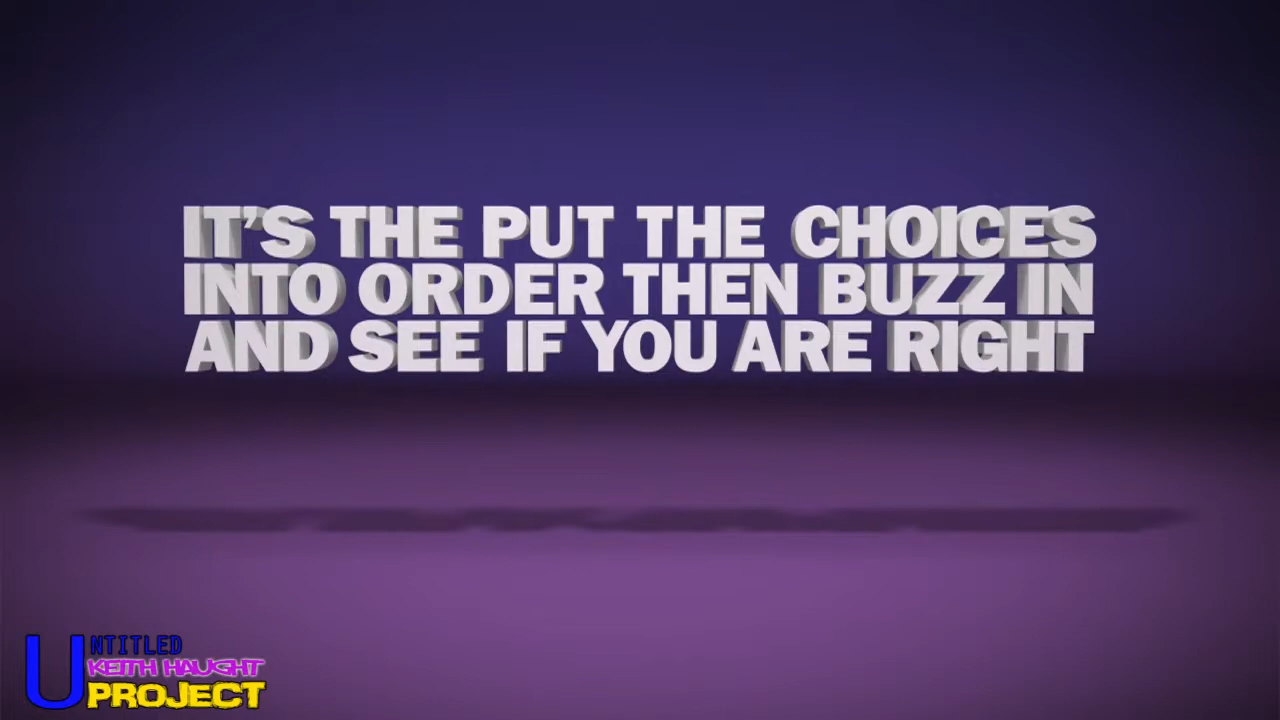 IT'S THE PUT THE CHOICES
INTO ORDER THEN BUZZ IN
AND SEE IF YOU ARE RIGHT
UNTITLED
KEITH HAUGHT
PROJECT